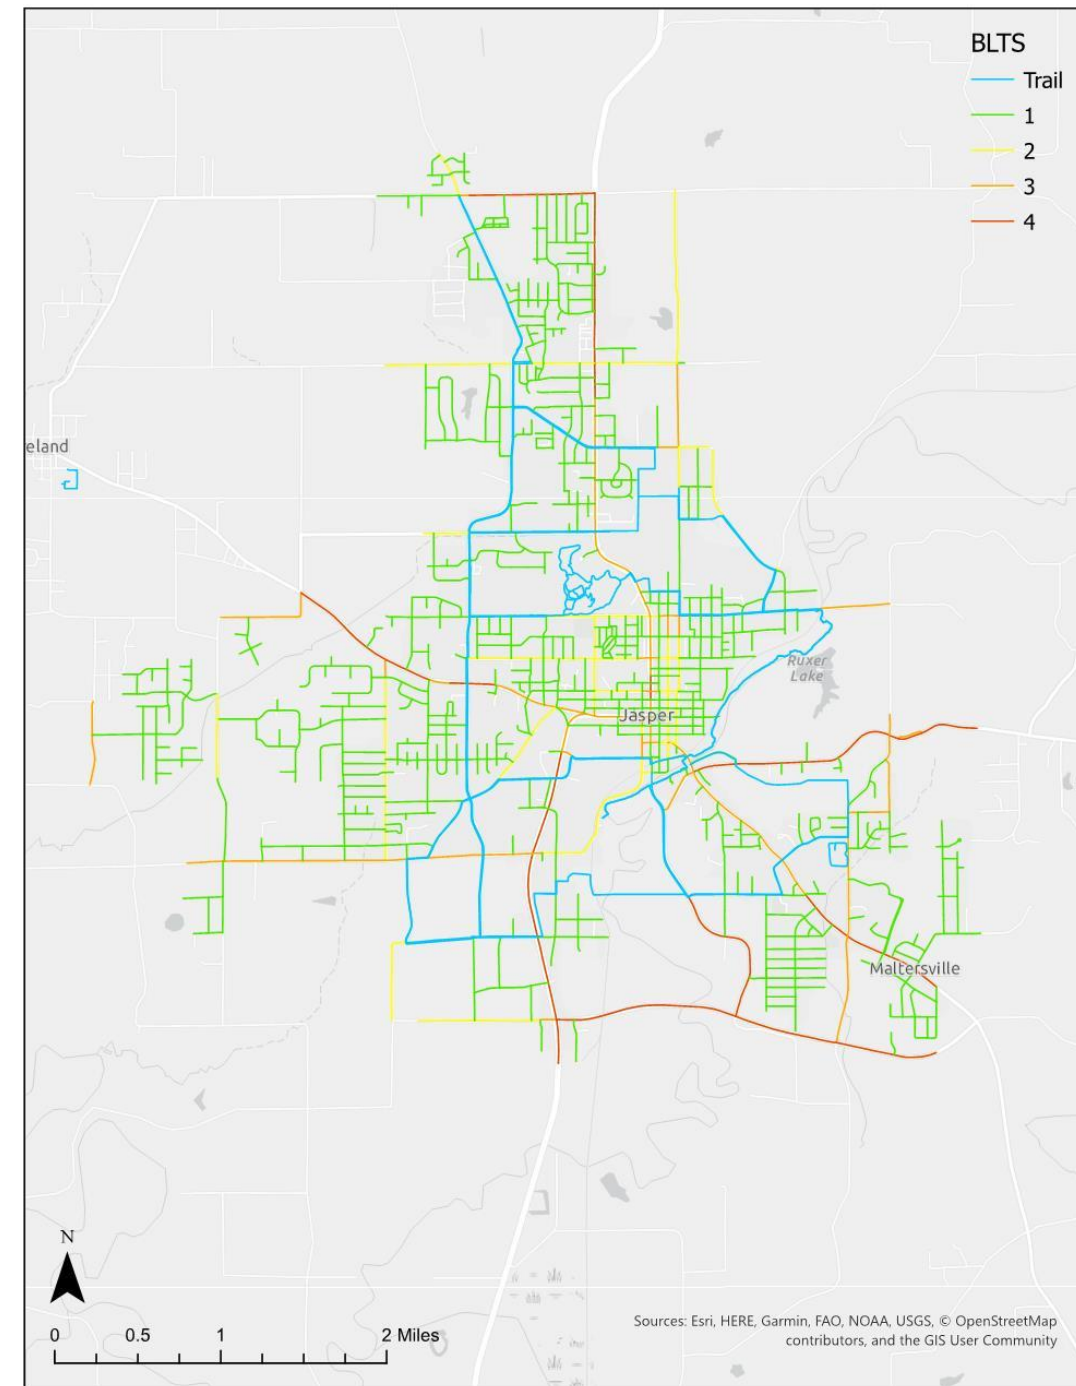 BLTS
Trail
1
2
3
4
eland
Ruxer
Lake
Jasper
Maltersville
N
0 0.5 1 2 Miles
Sources: Esri, HERE, Garmin, FAO, NOAA, USGS, © OpenStreetMap
contributors, and the GIS User Community